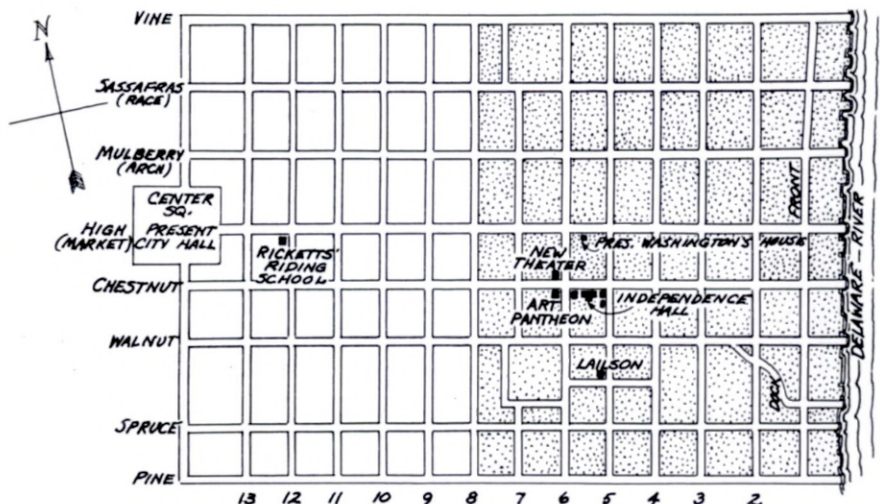 VINE
N
SASSAFRAS
(RACE)
MULBERRY
(ARCH)
CENTER
SQ.
HIGH
(MARKET)
PRESENT
CITY HALL
RICKETTS'
RIDING
SCHOOL
FRONT
PRES. WASHINGTON'S HOUSE
NEW
THEATER
CHESTNUT
ART
PANTHEON
INDEPENDENCE
HALL
WALNUT
LAILSON
DOCK
DELAWARE - RIVER
SPRUCE
PINE
13 12 11 10 9 8 7 6 5 4 3 2